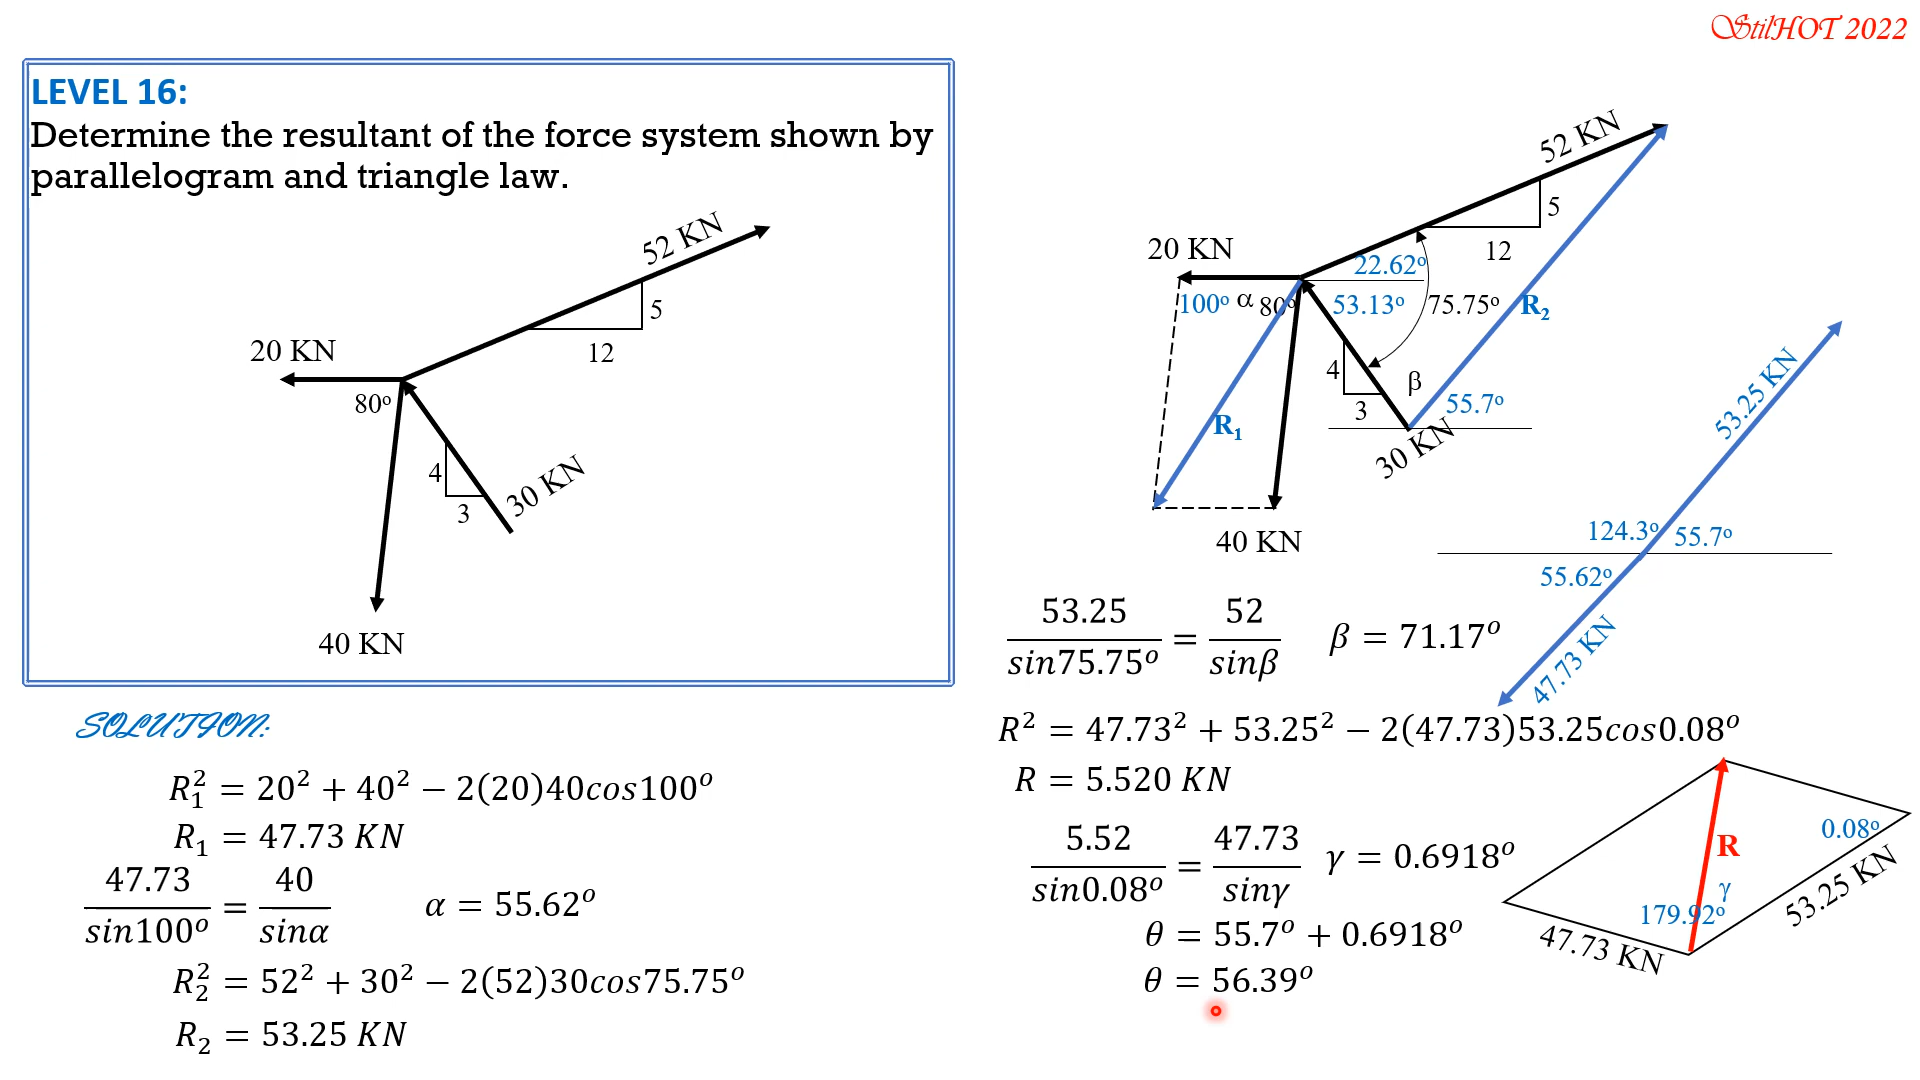 StilHOT 2022
LEVEL 16:
Determine the resultant of the force system shown by
parallelogram and triangle law.
52 KN
5
12
20 KN
80°
4
3
30 KN
40 KN
SOLUTION:
R₁² = 20² + 40² − 2(20)40cos100°
R₁ = 47.73 KN
47.73/sin100° = 40/sinα    α = 55.62°
R₂² = 52² + 30² − 2(52)30cos75.75°
R₂ = 53.25 KN
52 KN
5
12
20 KN
22.62°
100° α 80° 53.13° 75.75° R₂
4
3
β
55.7°
R₁
30 KN
40 KN
53.25 KN
124.3° 55.7°
55.62°
47.73 KN
53.25/sin75.75° = 52/sinβ    β = 71.17°
R² = 47.73² + 53.25² − 2(47.73)53.25cos0.08°
R = 5.520 KN
5.52/sin0.08° = 47.73/sinγ    γ = 0.6918°
θ = 55.7° + 0.6918°
θ = 56.39°
0.08°
R
γ
179.92°
53.25 KN
47.73 KN